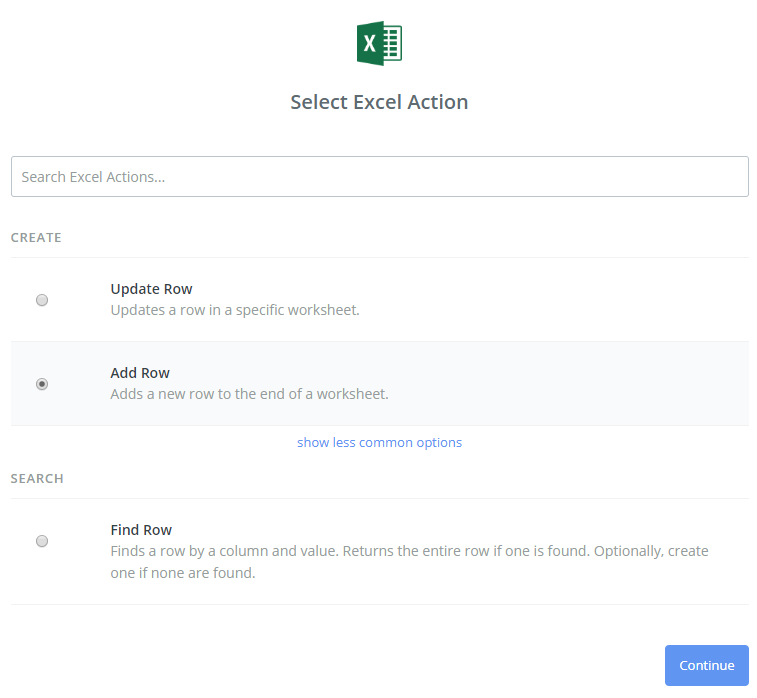 X
Select Excel Action
Search Excel Actions...
CREATE
Update Row
Updates a row in a specific worksheet.
Add Row
Adds a new row to the end of a worksheet.
show less common options
SEARCH
Find Row
Finds a row by a column and value. Returns the entire row if one is found. Optionally, create
one if none are found.
Continue